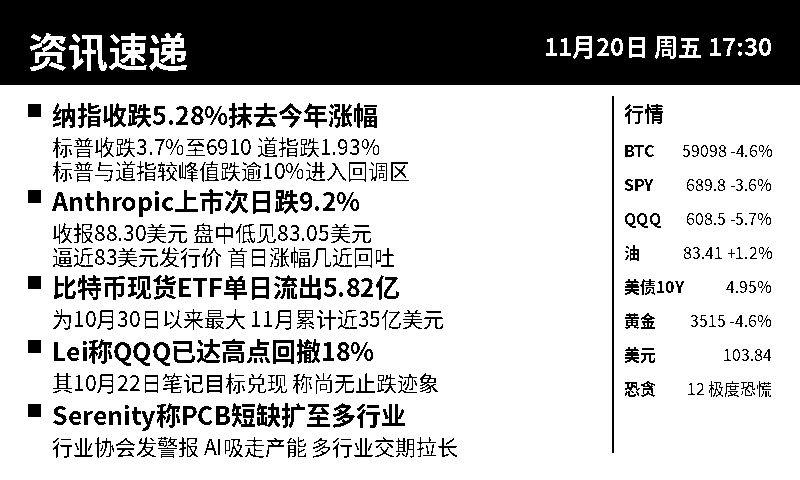 资讯速递
11月20日 周五 17:30
纳指收跌5.28%抹去今年涨幅
标普收跌3.7%至6910 道指跌1.93%
标普与道指较峰值跌逾10%进入回调区
Anthropic上市次日跌9.2%
收报88.30美元 盘中低见83.05美元
逼近83美元发行价 首日涨幅几近回吐
比特币现货ETF单日流出5.82亿
为10月30日以来最大 11月累计近35亿美元
Lei称QQQ已达高点回撤18%
其10月22日笔记目标兑现 称尚无止跌迹象
Serenity称PCB短缺扩至多行业
行业协会发警报 AI吸走产能 多行业交期拉长
行情
BTC 59098 -4.6%
SPY 689.8 -3.6%
QQQ 608.5 -5.7%
油 83.41 +1.2%
美债10Y 4.95%
黄金 3515 -4.6%
美元 103.84
恐贪 12 极度恐慌